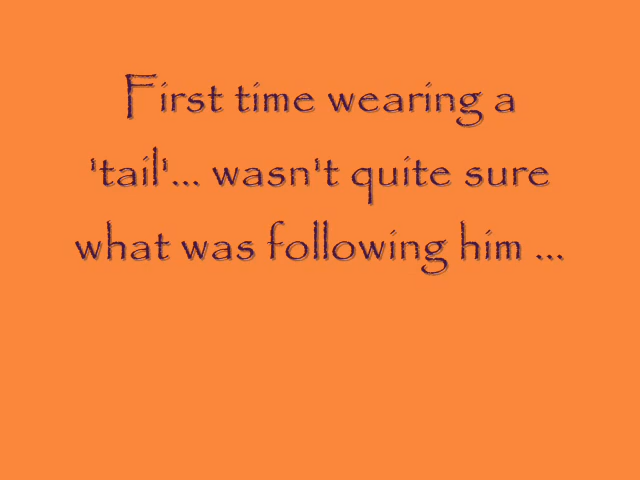 First time wearing a
'tail'... wasn't quite sure
what was following him ...